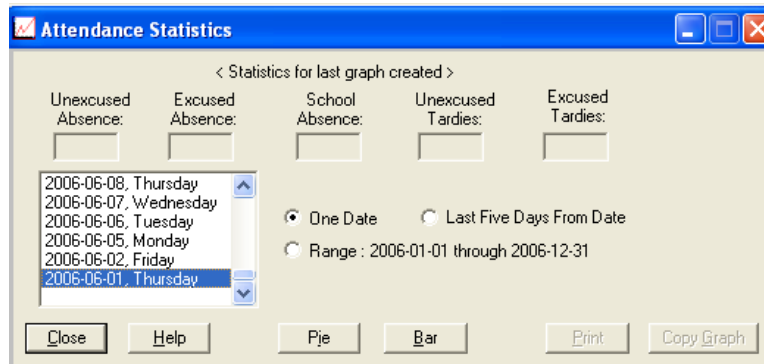 Attendance Statistics
< Statistics for last graph created >
Unexcused Absence:
Excused Absence:
School Absence:
Unexcused Tardies:
Excused Tardies:
2006-06-08, Thursday
2006-06-07, Wednesday
2006-06-06, Tuesday
2006-06-05, Monday
2006-06-02, Friday
2006-06-01, Thursday
One Date
Last Five Days From Date
Range : 2006-01-01 through 2006-12-31
Close
Help
Pie
Bar
Print
Copy Graph